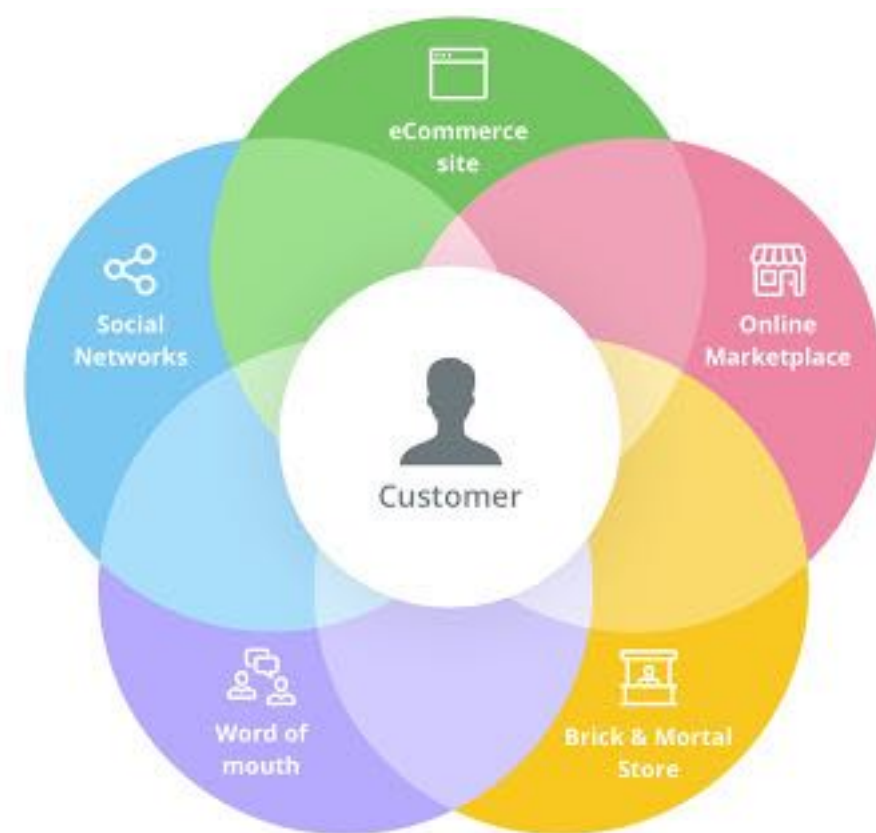 eCommerce
site
Social
Networks
Online
Marketplace
Customer
Word of
mouth
Brick & Mortal
Store